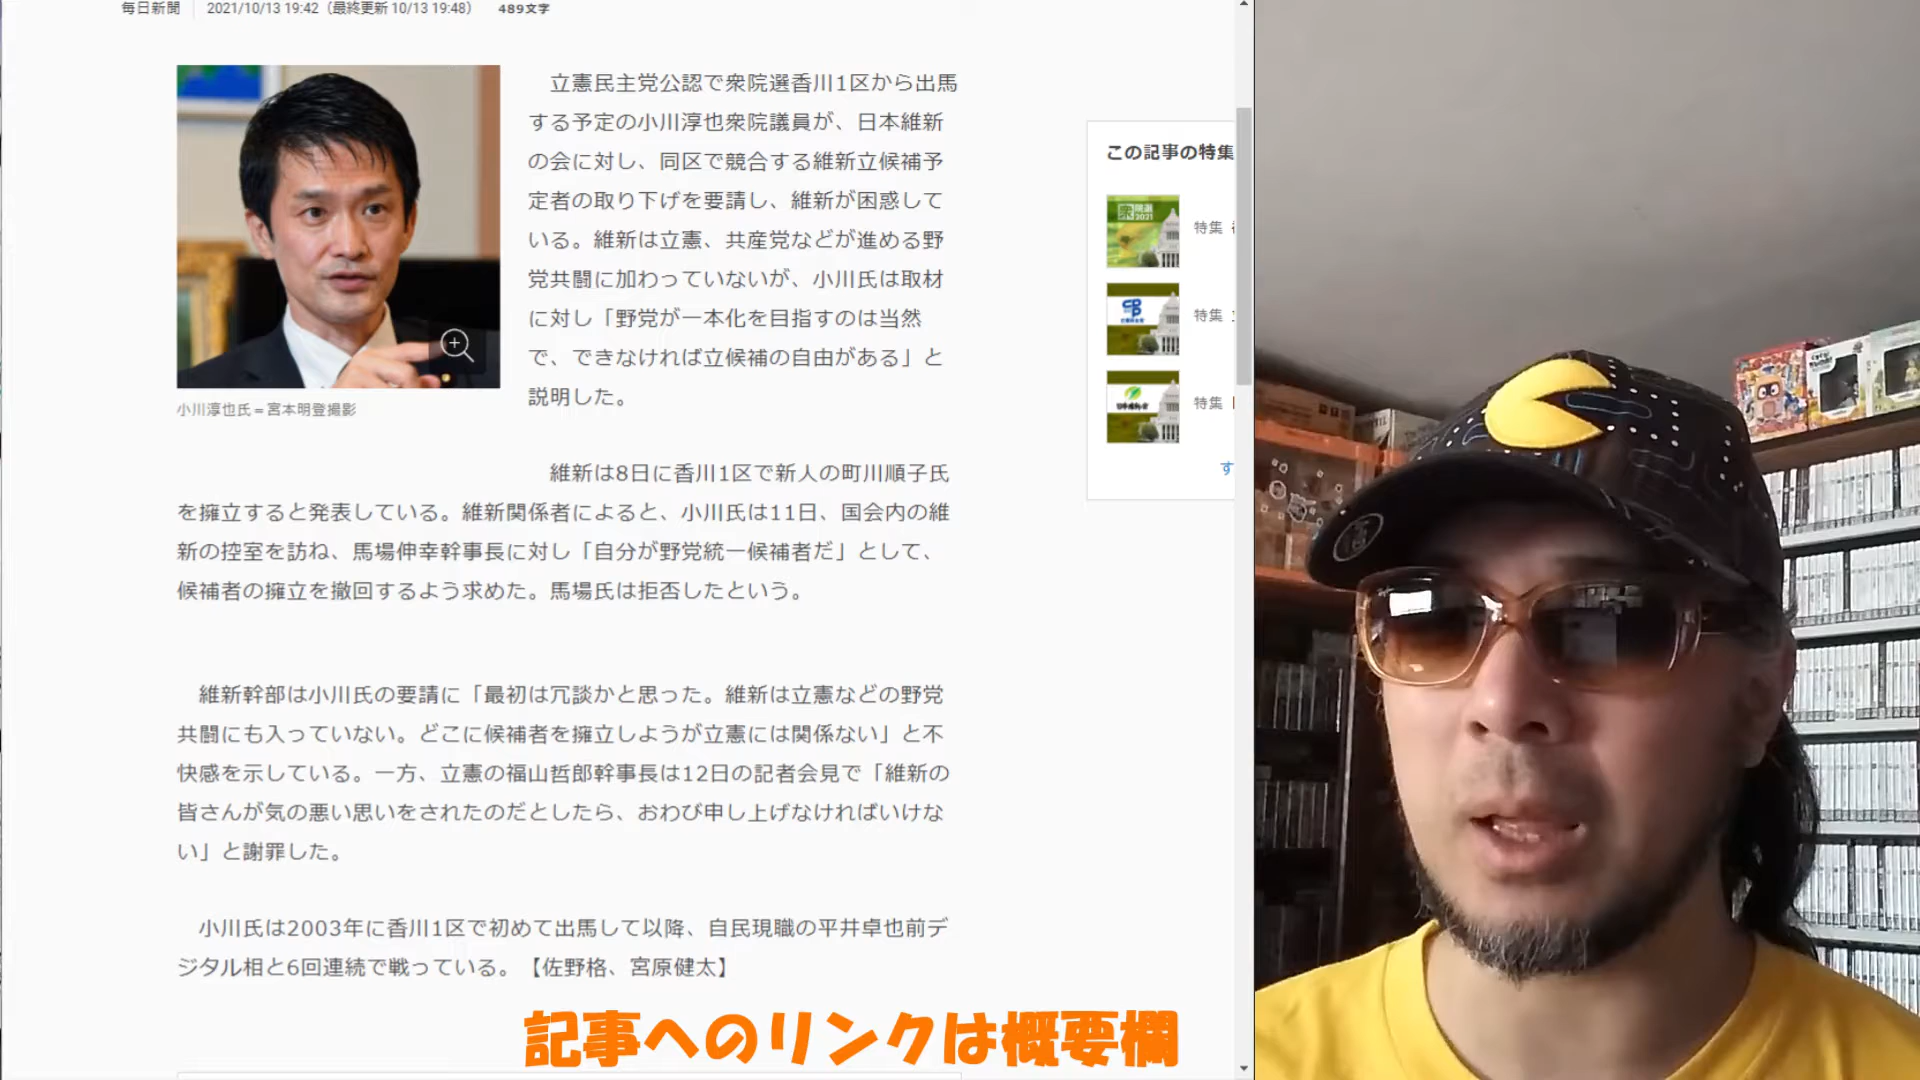 毎日新聞 2021/10/13 19:42（最終更新 10/13 19:48） 489文字
立憲民主党公認で衆院選香川1区から出馬
する予定の小川淳也衆院議員が、日本維新
の会に対し、同区で競合する維新立候補予
定者の取り下げを要請し、維新が困惑して
いる。維新は立憲、共産党などが進める野
党共闘に加わっていないが、小川氏は取材
に対し「野党が一本化を目指すのは当然
で、できなければ立候補の自由がある」と
説明した。
小川淳也氏＝宮本明登撮影
維新は8日に香川1区で新人の町川順子氏
を擁立すると発表している。維新関係者によると、小川氏は11日、国会内の維
新の控室を訪ね、馬場伸幸幹事長に対し「自分が野党統一候補者だ」として、
候補者の擁立を撤回するよう求めた。馬場氏は拒否したという。
維新幹部は小川氏の要請に「最初は冗談かと思った。維新は立憲などの野党
共闘にも入っていない。どこに候補者を擁立しようが立憲には関係ない」と不
快感を示している。一方、立憲の福山哲郎幹事長は12日の記者会見で「維新の
皆さんが気の悪い思いをされたのだとしたら、おわび申し上げなければいけな
い」と謝罪した。
小川氏は2003年に香川1区で初めて出馬して以降、自民現職の平井卓也前デ
ジタル相と6回連続で戦っている。【佐野格、宮原健太】
この記事の特集
特集
特集
特集
す
記事へのリンクは概要欄